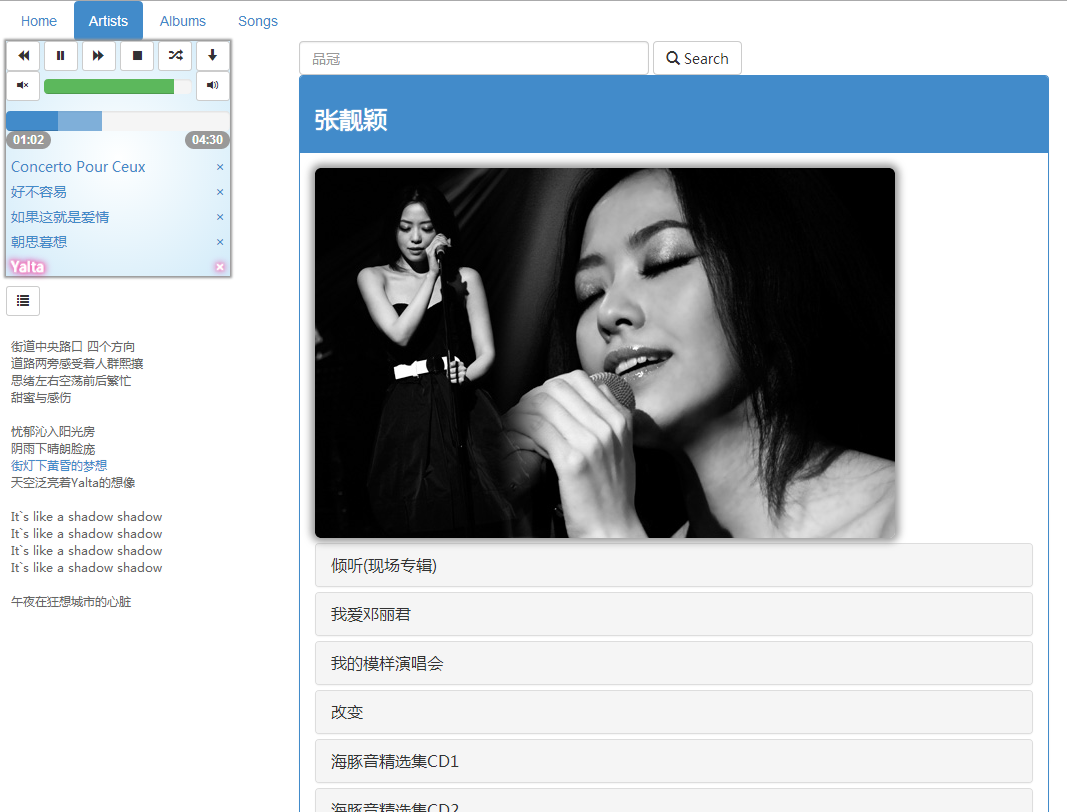 Home Artists Albums Songs
品冠 Search
张靓颖
01:02 04:30
Concerto Pour Ceux ×
好不容易 ×
如果这就是爱情 ×
朝思暮想 ×
Yalta ×
街道中央路口 四个方向
道路两旁感受着人群熙攘
思绪左右空荡前后繁忙
甜蜜与感伤
忧郁沁入阳光房
阴雨下晴朗脸庞
街灯下黄昏的梦想
天空泛亮着Yalta的想像
It`s like a shadow shadow
It`s like a shadow shadow
It`s like a shadow shadow
It`s like a shadow shadow
午夜在狂想城市的心脏
倾听(现场专辑)
我爱邓丽君
我的模样演唱会
改变
海豚音精选集CD1
海豚音精选集CD2